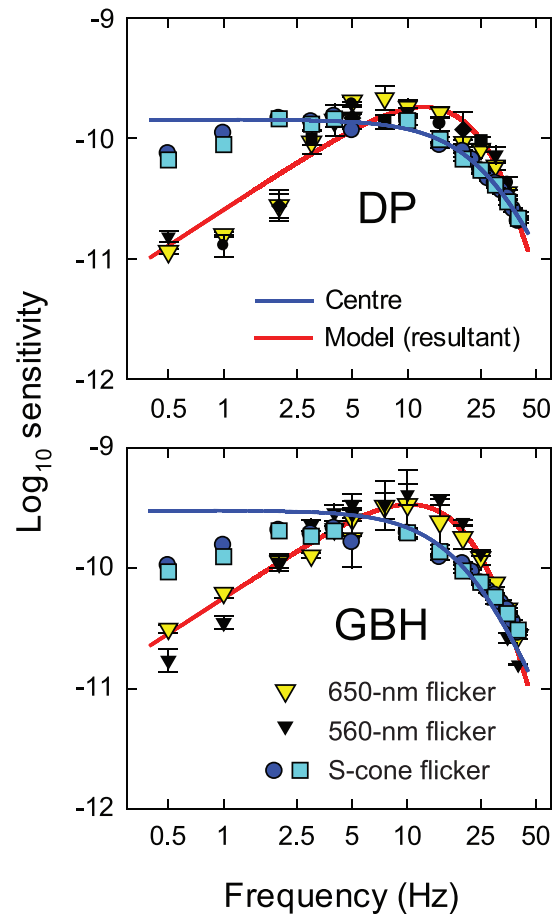 -9
-10
-11
-12
DP
Centre
Model (resultant)
0.5 1 2.5 5 10 25 50
Log10 sensitivity
-9
-10
-11
-12
GBH
650-nm flicker
560-nm flicker
S-cone flicker
0.5 1 2.5 5 10 25 50
Frequency (Hz)